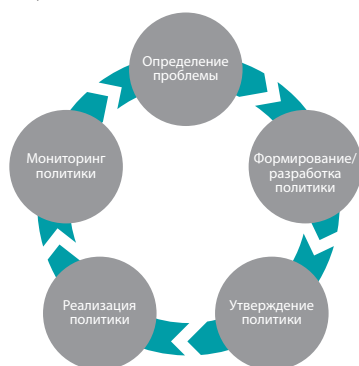 Определение
проблемы
Формирование/
разработка
политики
Утверждение
политики
Реализация
политики
Мониторинг
политики